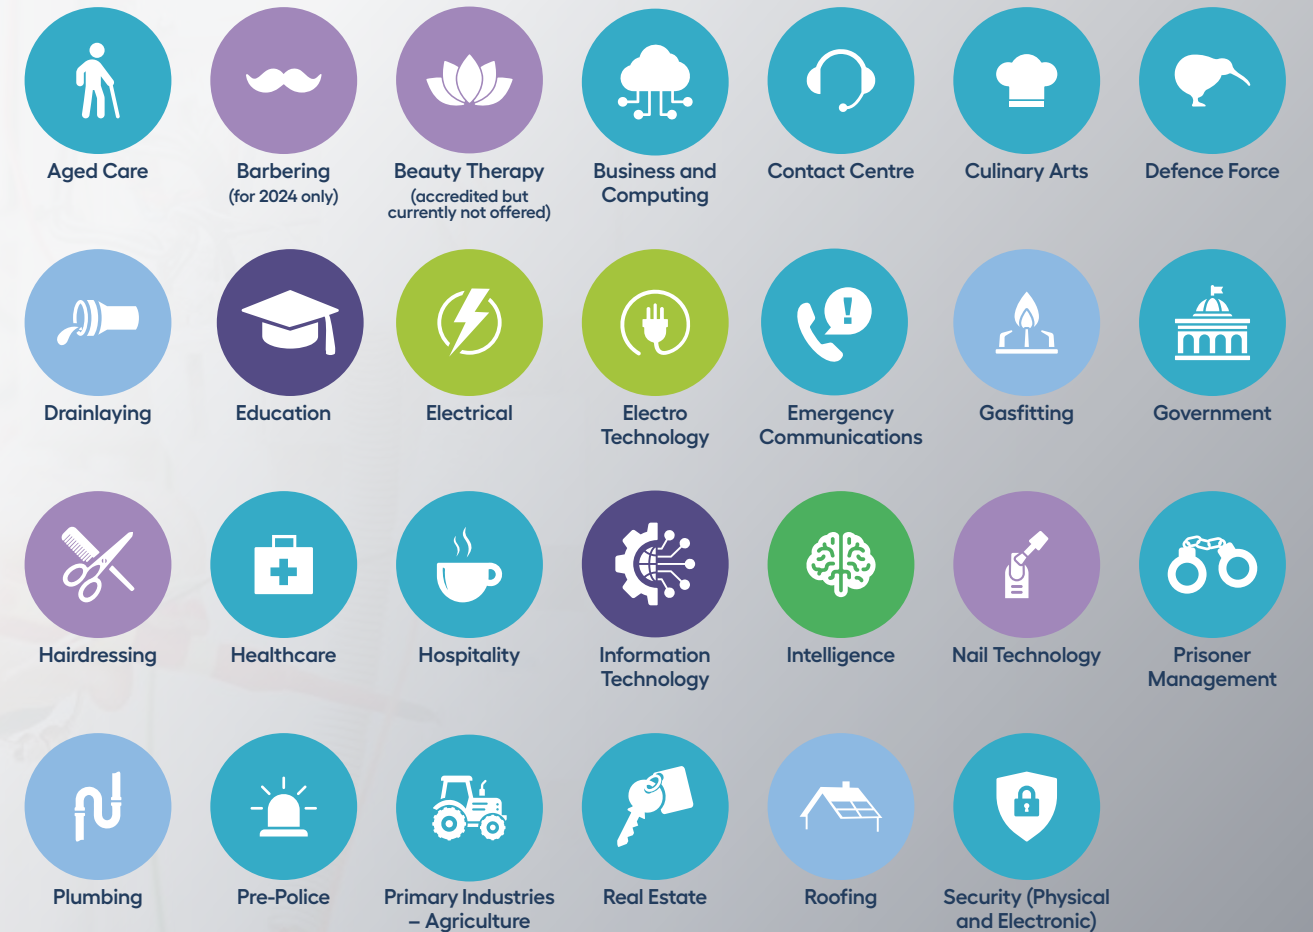 Aged Care
Barbering
(for 2024 only)
Beauty Therapy
(accredited but
currently not offered)
Business and
Computing
Contact Centre
Culinary Arts
Defence Force
Drainlaying
Education
Electrical
Electro
Technology
Emergency
Communications
Gasfitting
Government
Hairdressing
Healthcare
Hospitality
Information
Technology
Intelligence
Nail Technology
Prisoner
Management
Plumbing
Pre-Police
Primary Industries
– Agriculture
Real Estate
Roofing
Security (Physical
and Electronic)